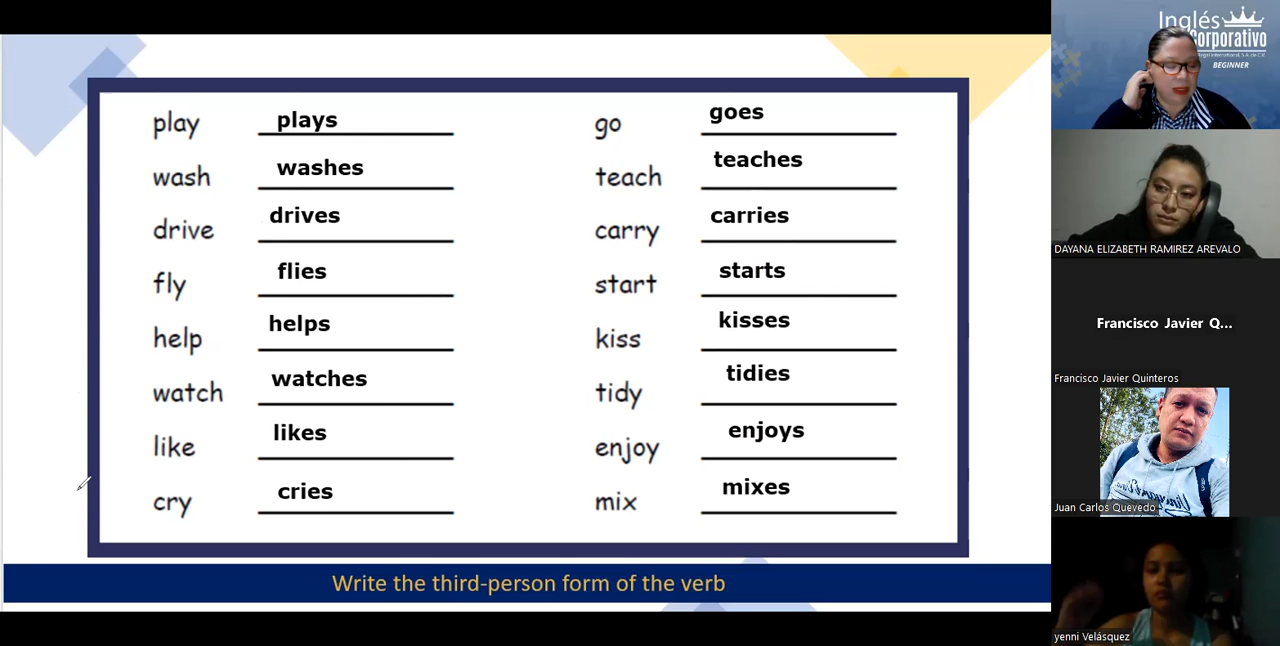 play plays go goes
wash washes teach teaches
drive drives carry carries
fly flies start starts
help helps kiss kisses
watch watches tidy tidies
like likes enjoy enjoys
cry cries mix mixes
Write the third-person form of the verb
Inglés
Corporativo
BEGINNER
DAYANA ELIZABETH RAMIREZ AREVALO
Francisco Javier Q...
Francisco Javier Quinteros
Juan Carlos Quevedo
yenni Velásquez